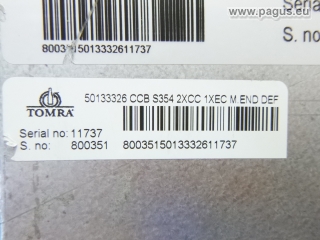 www.pagus.eu
Seria
S. no
8003515013332611737
50133326 CCB S354 2XCC 1XEC M.END DEF
TOMRA
Serial no: 11737
S. no: 800351 8003515013332611737